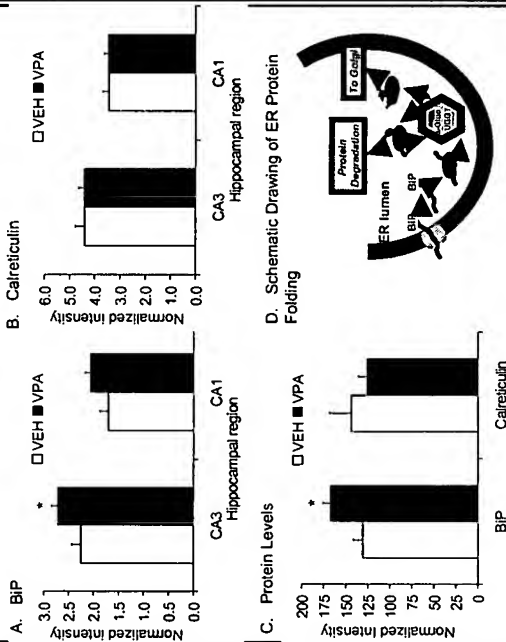 A. BiP
□VEH ■VPA
Normalized intensity
3.0
2.5
2.0
1.5
1.0
0.5
0.0
*
CA3
CA1
Hippocampal region
B. Calreticulin
□VEH ■VPA
Normalized intensity
6.0
5.0
4.0
3.0
2.0
1.0
0.0
CA3
CA1
Hippocampal region
C. Protein Levels
□VEH ■VPA
Normalized intensity
200
175
150
125
100
75
50
25
0
*
BiP
Calreticulin
D. Schematic Drawing of ER Protein
Folding
To Golgi
Protein
Degradation
ER lumen
BiP
BiP
UGGT